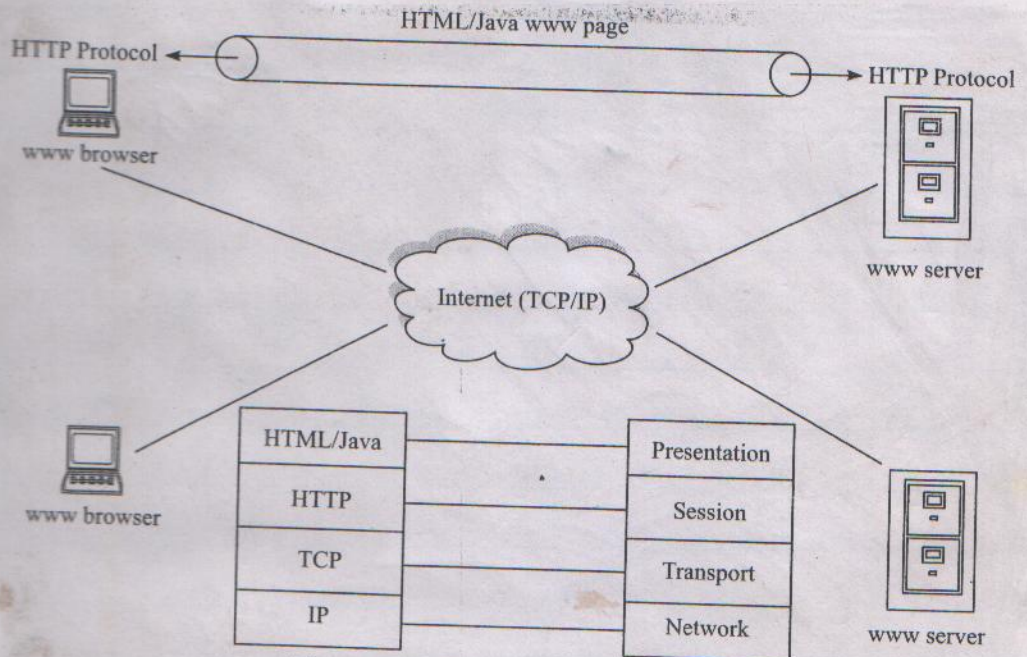 HTML/Java www page
HTTP Protocol
HTTP Protocol
www browser
www server
Internet (TCP/IP)
www browser
HTML/Java
Presentation
HTTP
Session
TCP
Transport
IP
Network
www server